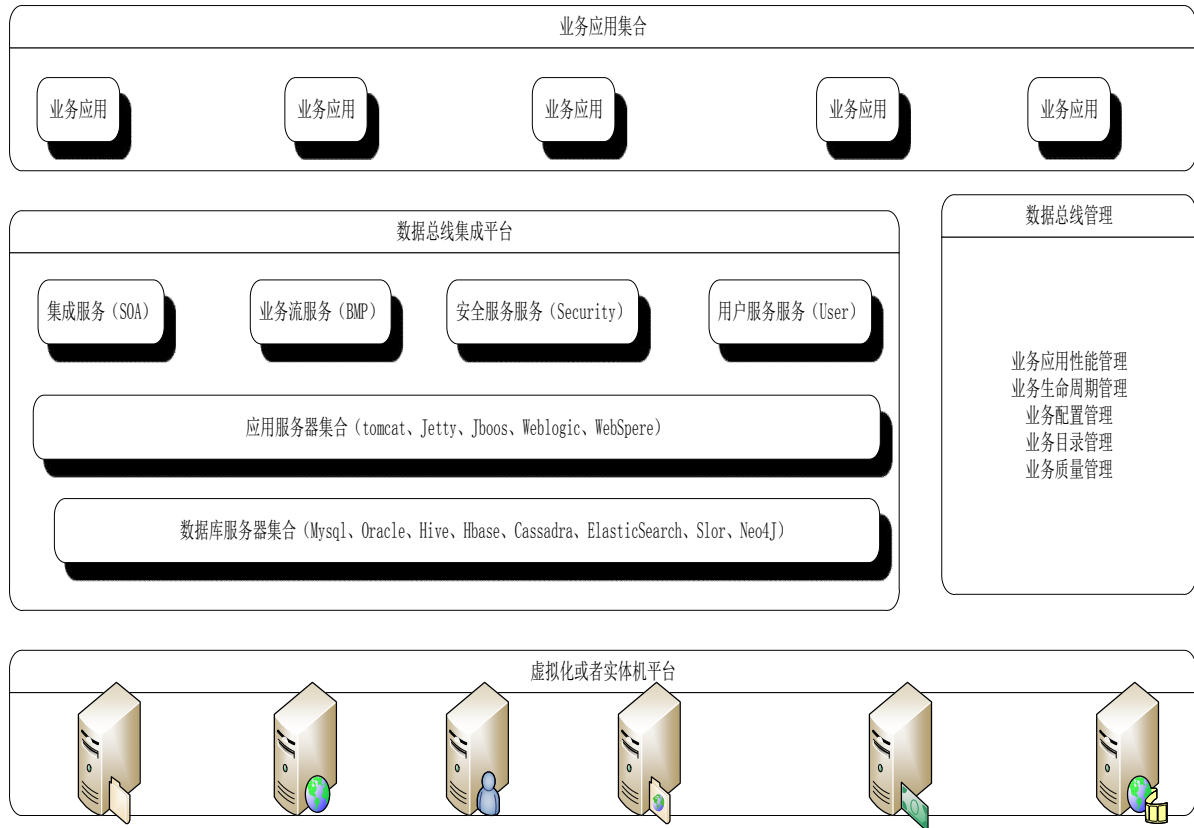 业务应用集合
业务应用
业务应用
业务应用
业务应用
业务应用
数据总线集成平台
集成服务（SOA）
业务流服务（BMP）
安全服务服务（Security）
用户服务服务（User）
应用服务器集合（tomcat、Jetty、Jboos、Weblogic、WebSpere）
数据库服务器集合（Mysql、Oracle、Hive、Hbase、Cassadra、ElasticSearch、Slor、Neo4J）
数据总线管理
业务应用性能管理
业务生命周期管理
业务配置管理
业务目录管理
业务质量管理
虚拟化或者实体机平台